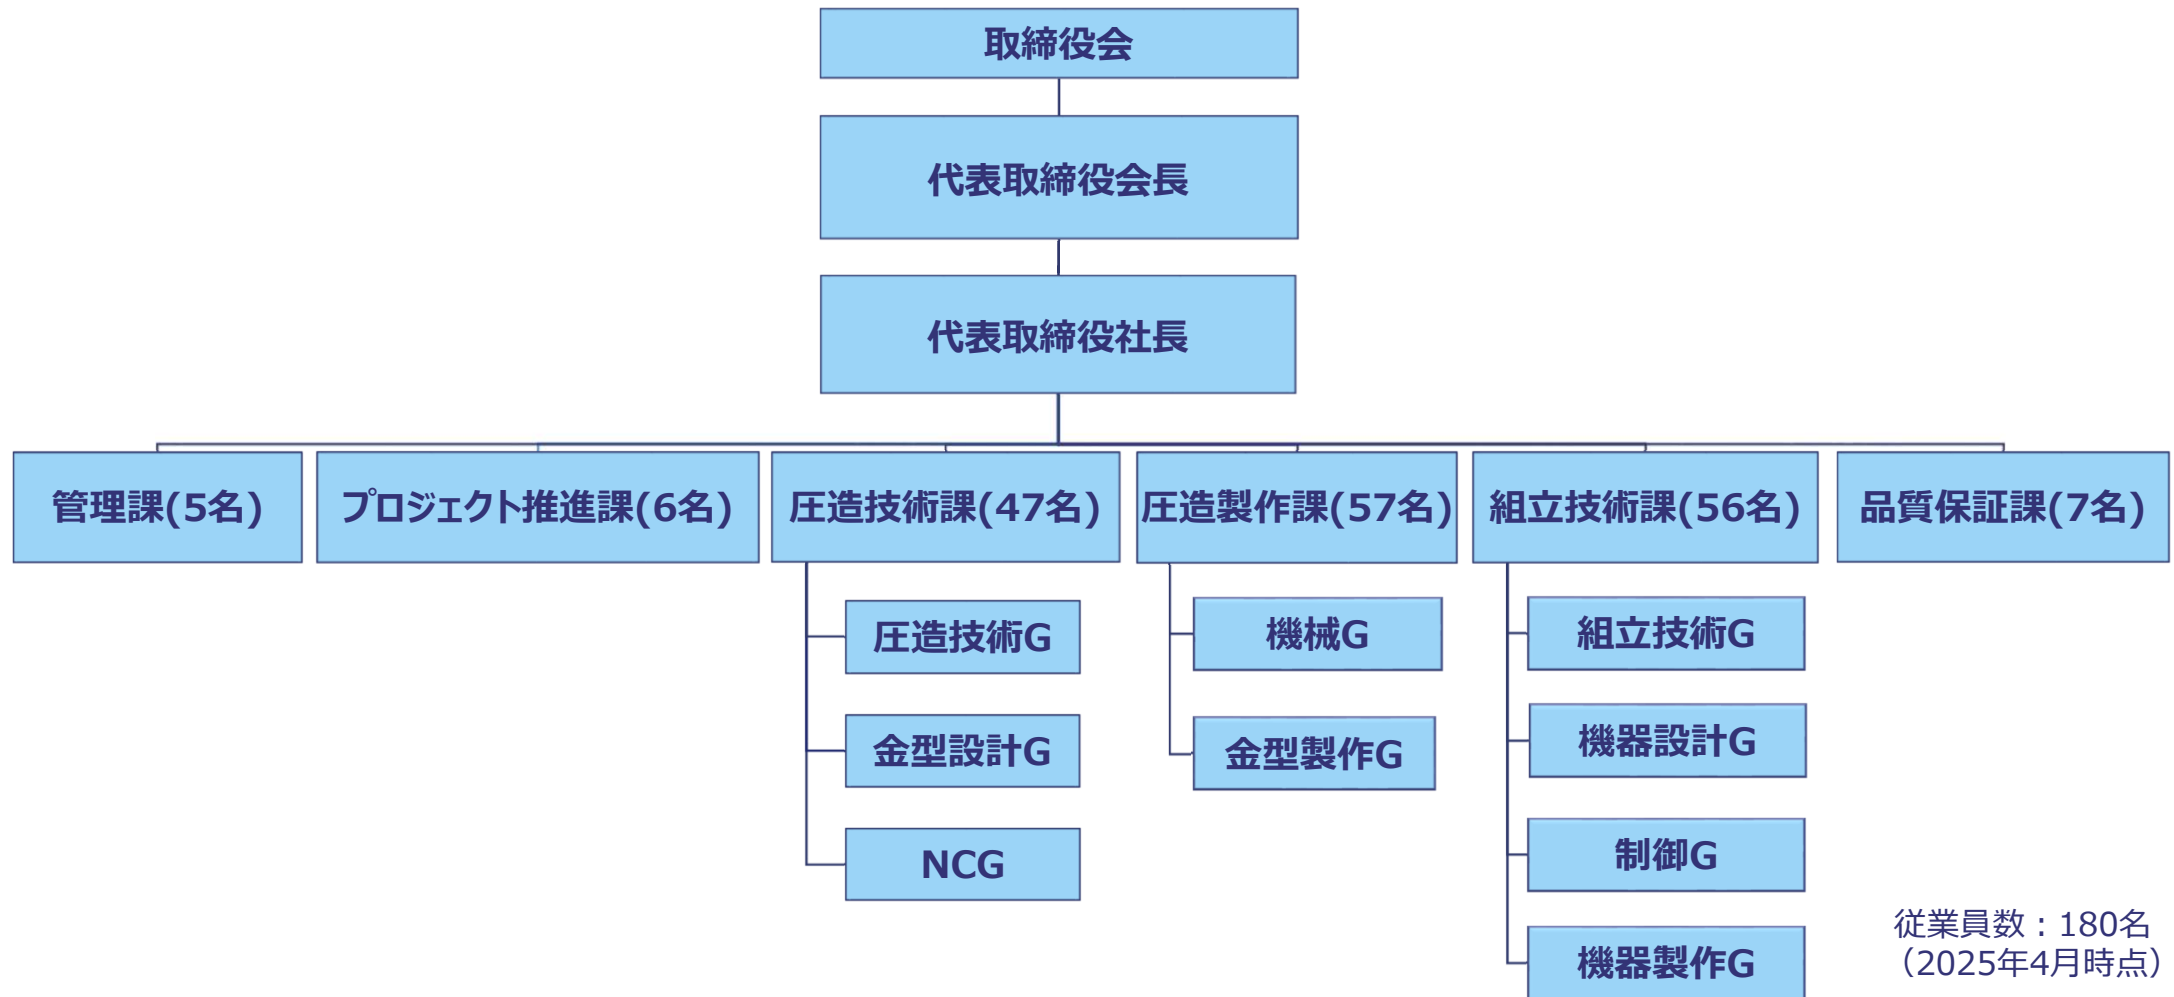 取締役会
代表取締役会長
代表取締役社長
管理課(5名)
プロジェクト推進課(6名)
圧造技術課(47名)
圧造製作課(57名)
組立技術課(56名)
品質保証課(7名)
圧造技術G
金型設計G
NCG
機械G
金型製作G
組立技術G
機器設計G
制御G
機器製作G
従業員数：180名
（2025年4月時点）